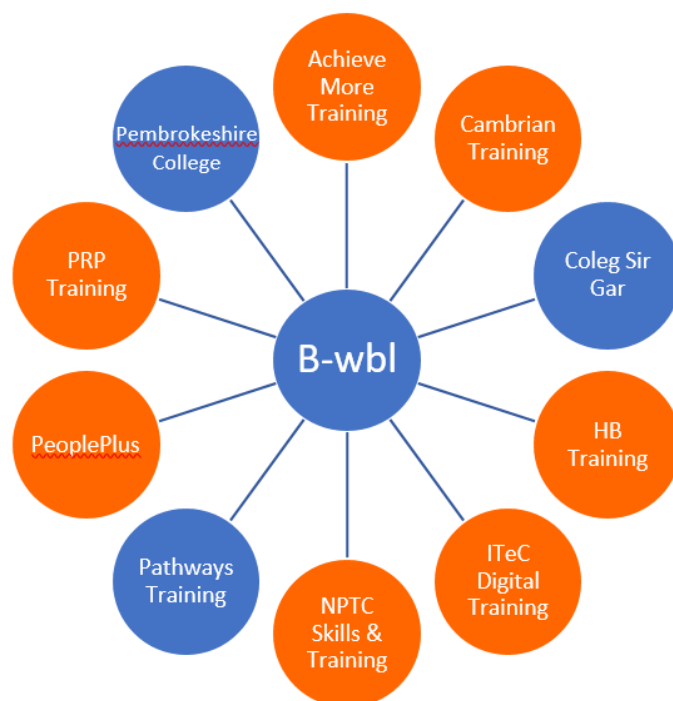 Achieve
More
Training
Cambrian
Training
Coleg Sir
Gar
HB
Training
ITeC
Digital
Training
NPTC
Skills &
Training
Pathways
Training
PeoplePlus
PRP
Training
Pembrokeshire
College
B-wbl